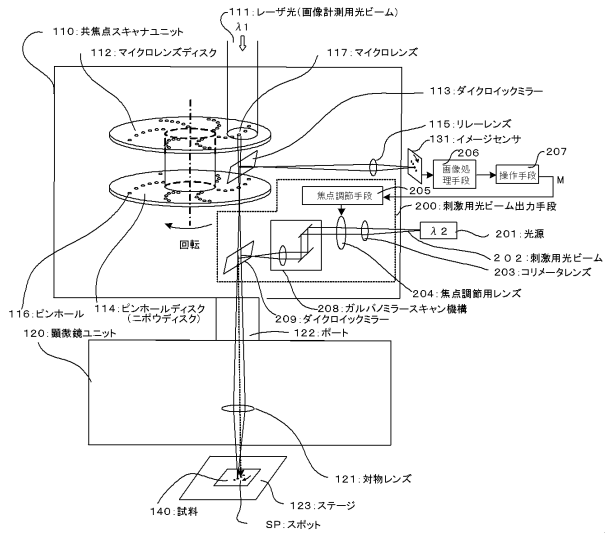 111:レーザ光(画像計測用光ビーム)
λ1
110:共焦点スキャナユニット
112:マイクロレンズディスク
117:マイクロレンズ
113:ダイクロイックミラー
115:リレーレンズ
131:イメージセンサ
206
画像処
理手段
207
操作手段
M
焦点調節手段
205
200:刺激用光ビーム出力手段
λ2
201:光源
202:刺激用光ビーム
203:コリメータレンズ
204:焦点調節用レンズ
208:ガルバノミラースキャン機構
209:ダイクロイックミラー
回転
116:ピンホール
114:ピンホールディスク
(ニポウディスク)
120:顕微鏡ユニット
122:ポート
121:対物レンズ
123:ステージ
140:試料
SP:スポット